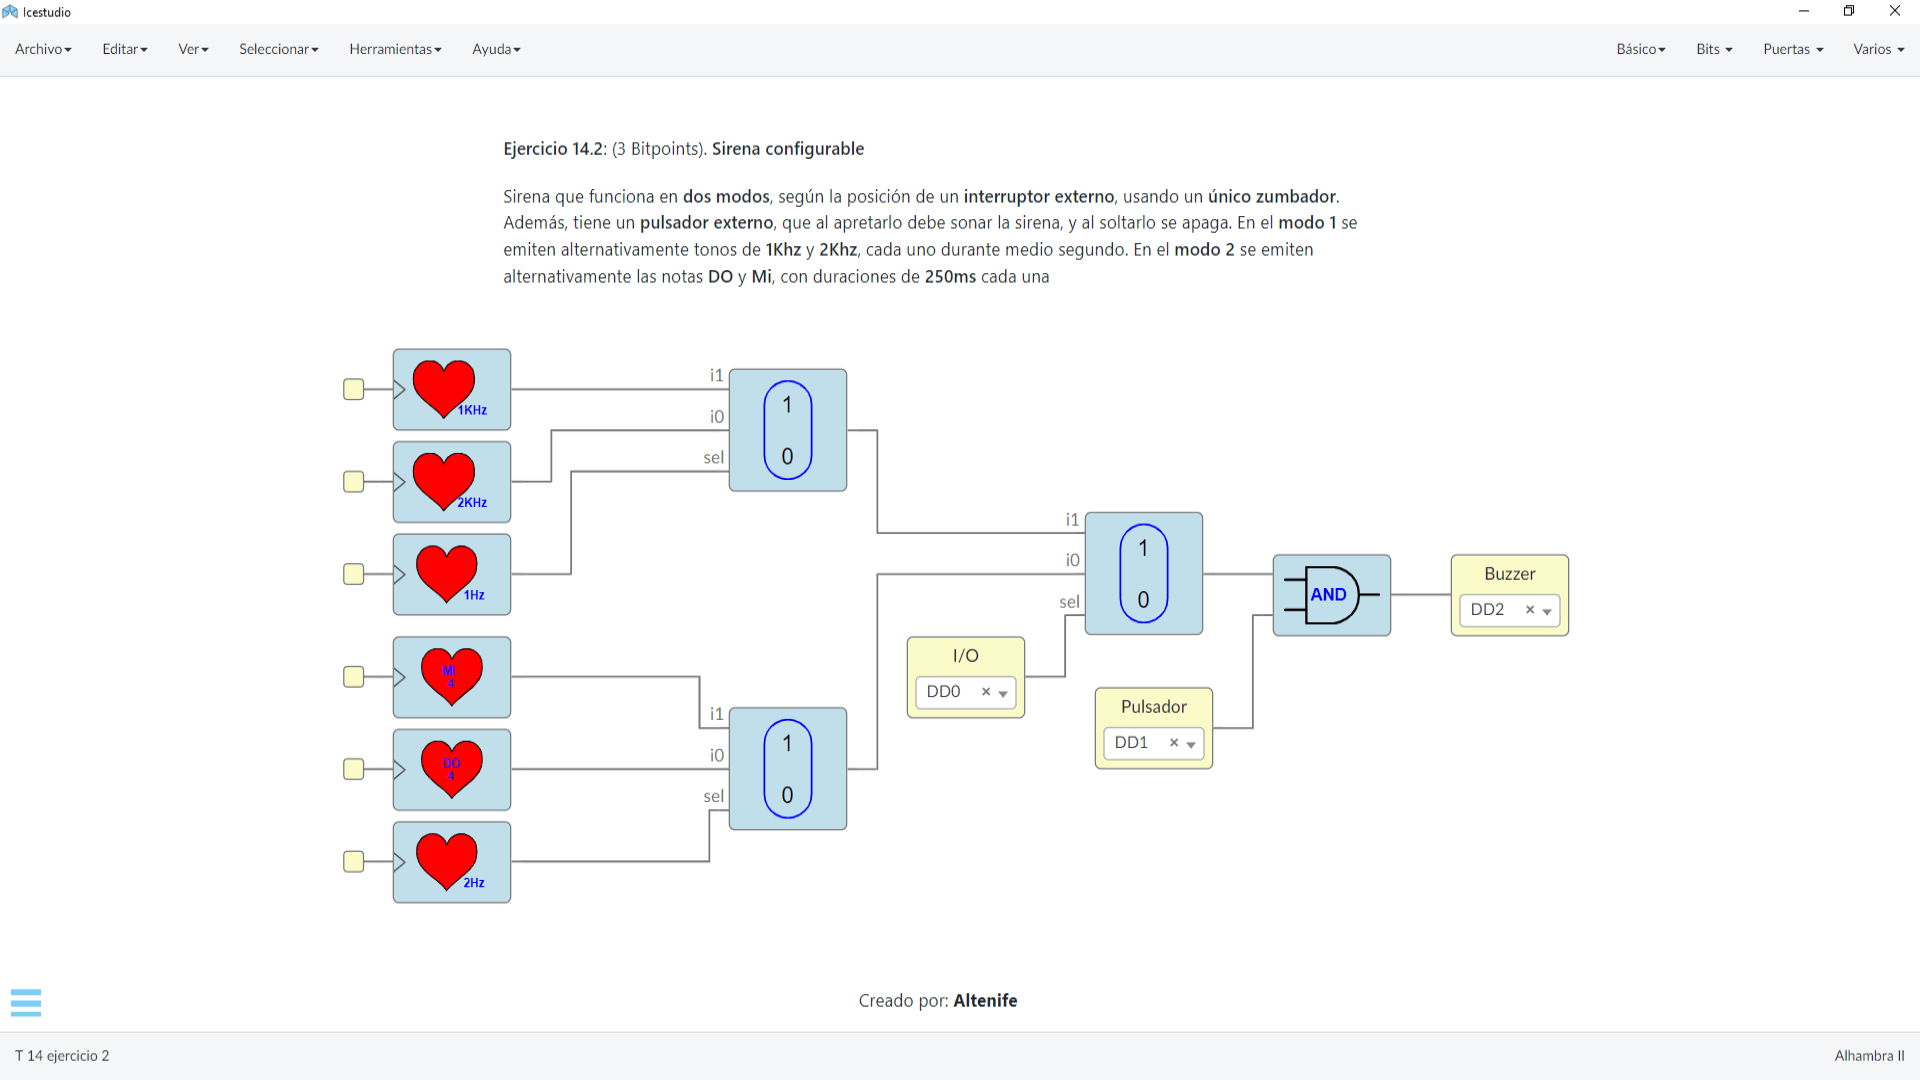 Icestudio
Archivo Editar Ver Seleccionar Herramientas Ayuda Básico Bits Puertas Varios
Ejercicio 14.2: (3 Bitpoints). Sirena configurable
Sirena que funciona en dos modos, según la posición de un interruptor externo, usando un único zumbador.
Además, tiene un pulsador externo, que al apretarlo debe sonar la sirena, y al soltarlo se apaga. En el modo 1 se
emiten alternativamente tonos de 1Khz y 2Khz, cada uno durante medio segundo. En el modo 2 se emiten
alternativamente las notas DO y Mi, con duraciones de 250ms cada una
1KHz
i1
i0
sel
1
0
2KHz
1Hz
i1
i0
sel
1
0
AND
Buzzer
DD2 ×
I/O
DD0 ×
Pulsador
DD1 ×
MI
4
i1
i0
sel
1
0
DO
4
2Hz
Creado por: Altenife
T 14 ejercicio 2
Alhambra II